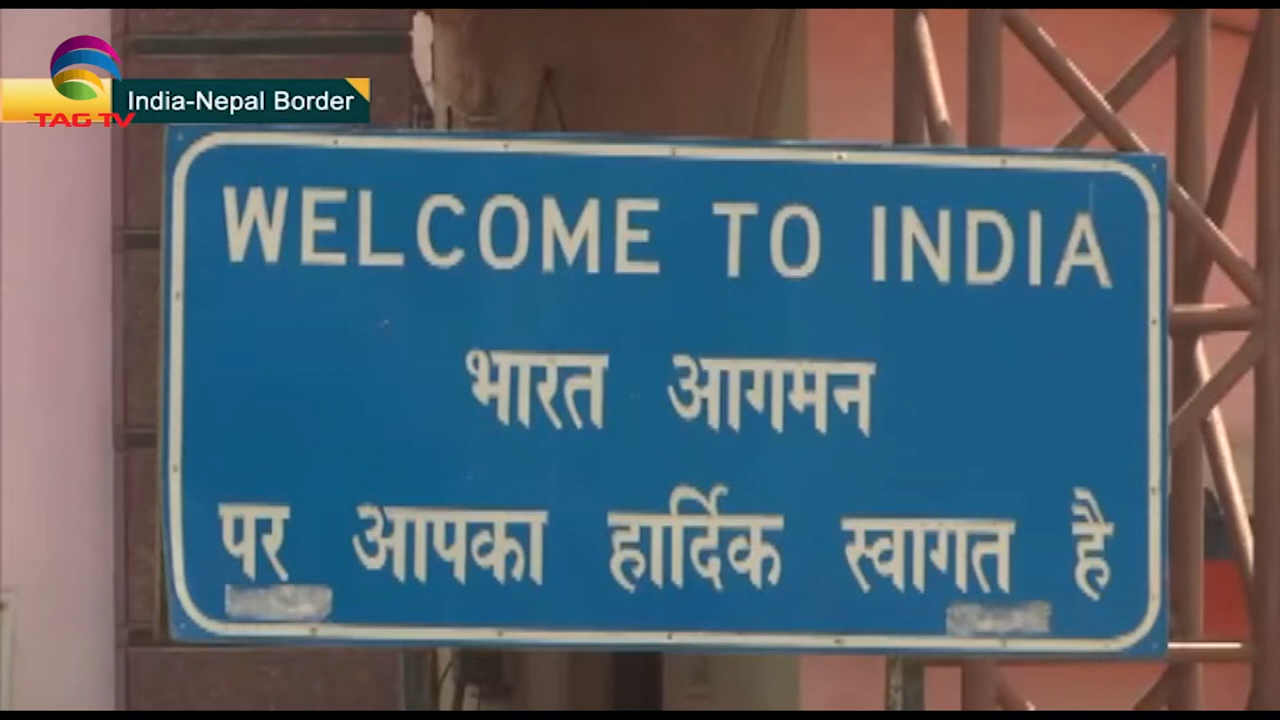 India-Nepal Border
TAG TV
WELCOME TO INDIA
भारत आगमन
पर आपका हार्दिक स्वागत है